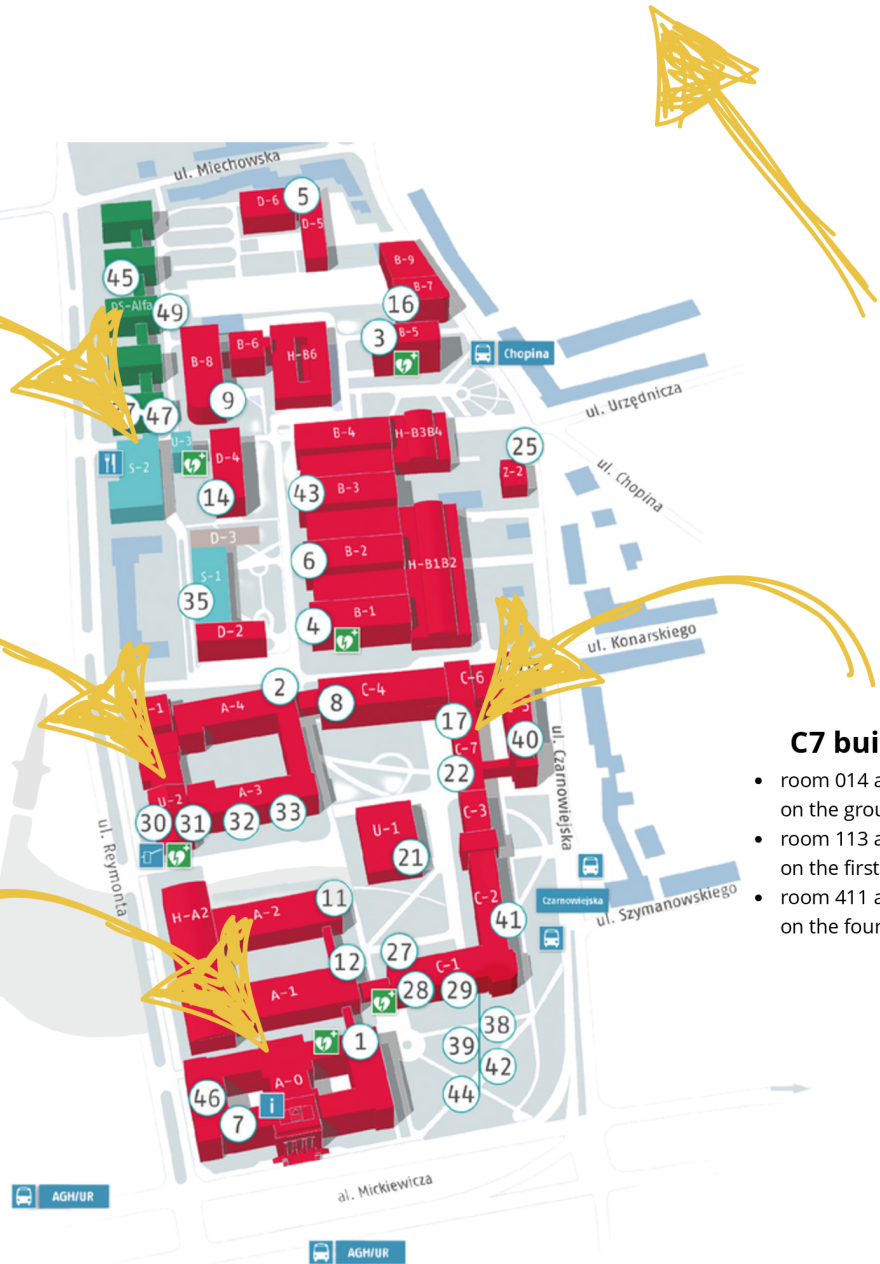 ul. Miechowska
D-6
5
D-5
B-9
45
B-7
DS-Alfa
49
16
B-5
3
B-6
Chopina
B-8
H-B6
9
ul. Urzędnicza
47
U-3
D-4
B-4
H-B3B4
25
S-2
Z-2
ul. Chopina
14
43
B-3
D-3
6
B-2
H-B1B2
S-1
35
4
B-1
D-2
ul. Konarskiego
C-6
2
C-4
A-4
8
17
C-7
40
ul. Czarnowiejska
22
C7 bui
room 014 a
on the grou
room 113 a
on the first
room 411 a
on the four
U-2
A-3
30
31
32
33
C-3
U-1
21
ul. Reymonta
11
H-A2
A-2
C-2
Czarnowiejska
41
ul. Szymanowskiego
27
12
C-1
A-1
28
29
38
1
39
42
A-0
44
46
i
7
al. Mickiewicza
AGH/UR
AGH/UR